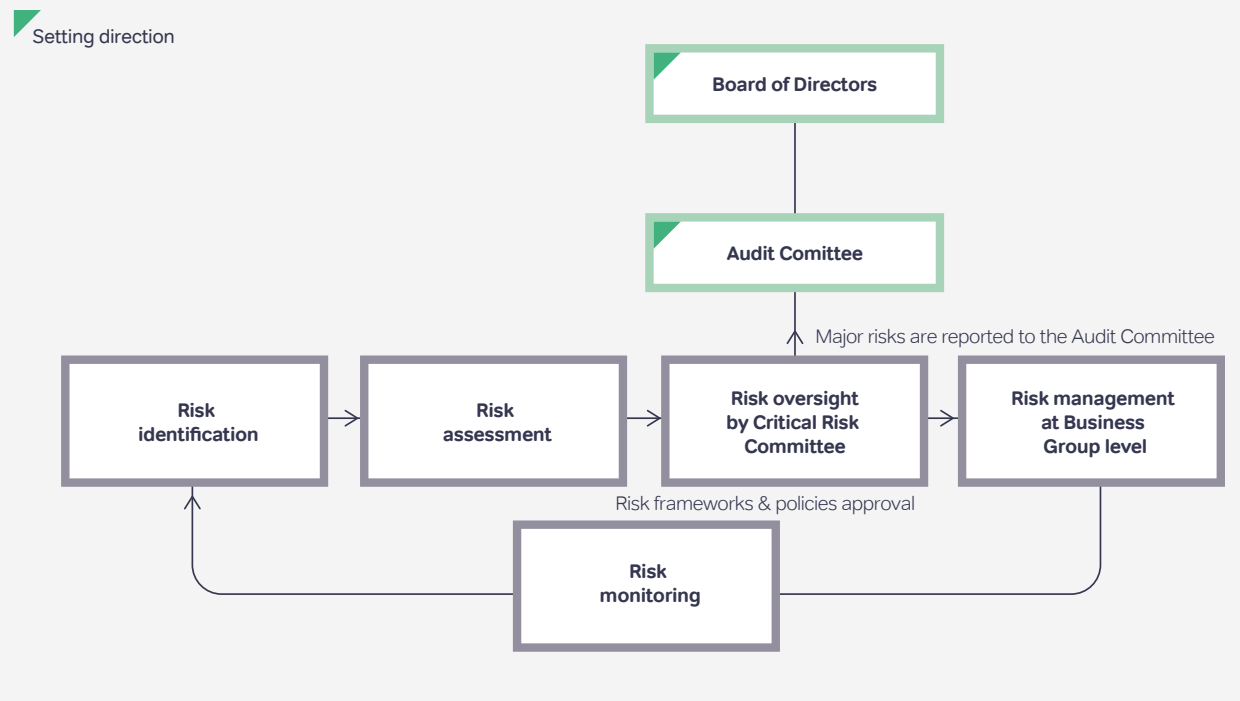 Setting direction
Board of Directors
Audit Comittee
Major risks are reported to the Audit Committee
Risk
identification
Risk
assessment
Risk oversight
by Critical Risk
Committee
Risk management
at Business
Group level
Risk frameworks & policies approval
Risk
monitoring